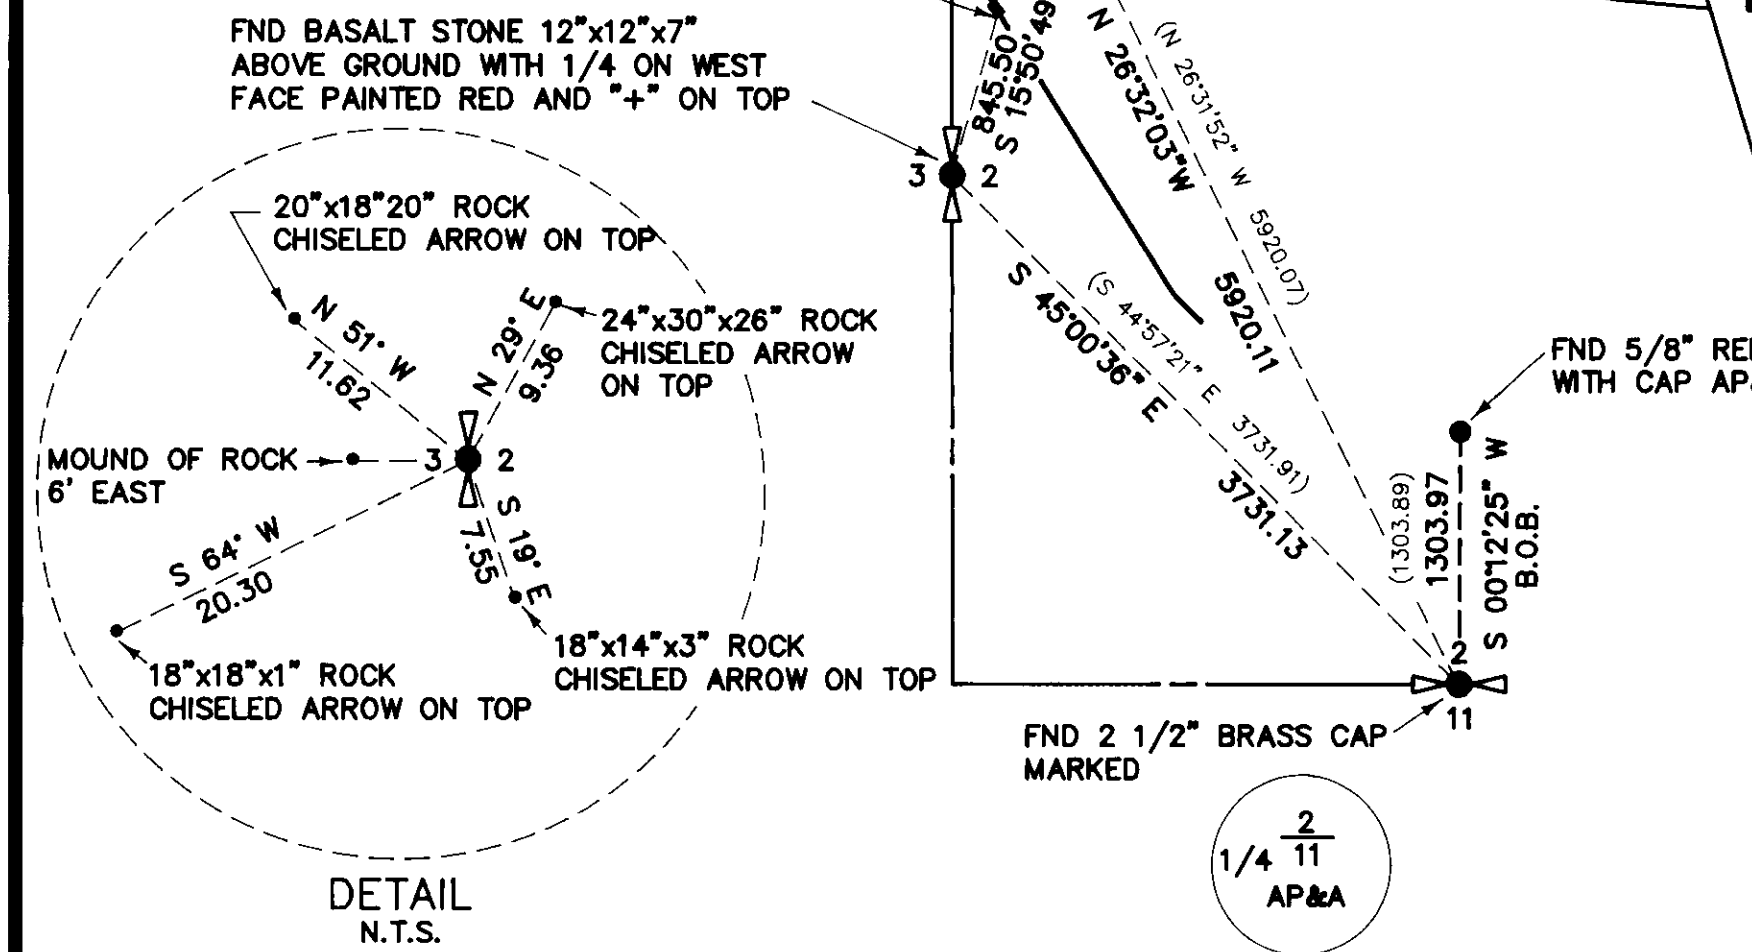 FND BASALT STONE 12"x12"x7"
ABOVE GROUND WITH 1/4 ON WEST
FACE PAINTED RED AND "+" ON TOP
20"x18"20" ROCK
CHISELED ARROW ON TOP
N 51° W
11.62
N 29° E
9.36
24"x30"x26" ROCK
CHISELED ARROW
ON TOP
MOUND OF ROCK
6' EAST
3
2
S 64° W
20.30
S 19° E
7.55
18"x18"x1" ROCK
CHISELED ARROW ON TOP
18"x14"x3" ROCK
CHISELED ARROW ON TOP
DETAIL
N.T.S.
845.50
S 15°50'49
3
2
N 26°32'03"W
(N 26°31'52" W 5920.07)
5920.11
S 45°00'36" E
(S 44°57'21" E 3731.91)
3731.13
FND 5/8"
WITH CAP
(1303.89)
1303.97
S 00°12'25" W
B.O.B.
2
11
FND 2 1/2" BRASS CAP
MARKED
1/4
2
11
AP&A